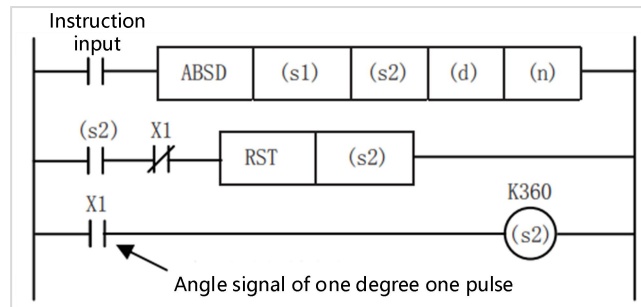 Instruction
input
ABSD (s1) (s2) (d) (n)
(s2) X1
RST (s2)
X1 K360
(s2)
Angle signal of one degree one pulse